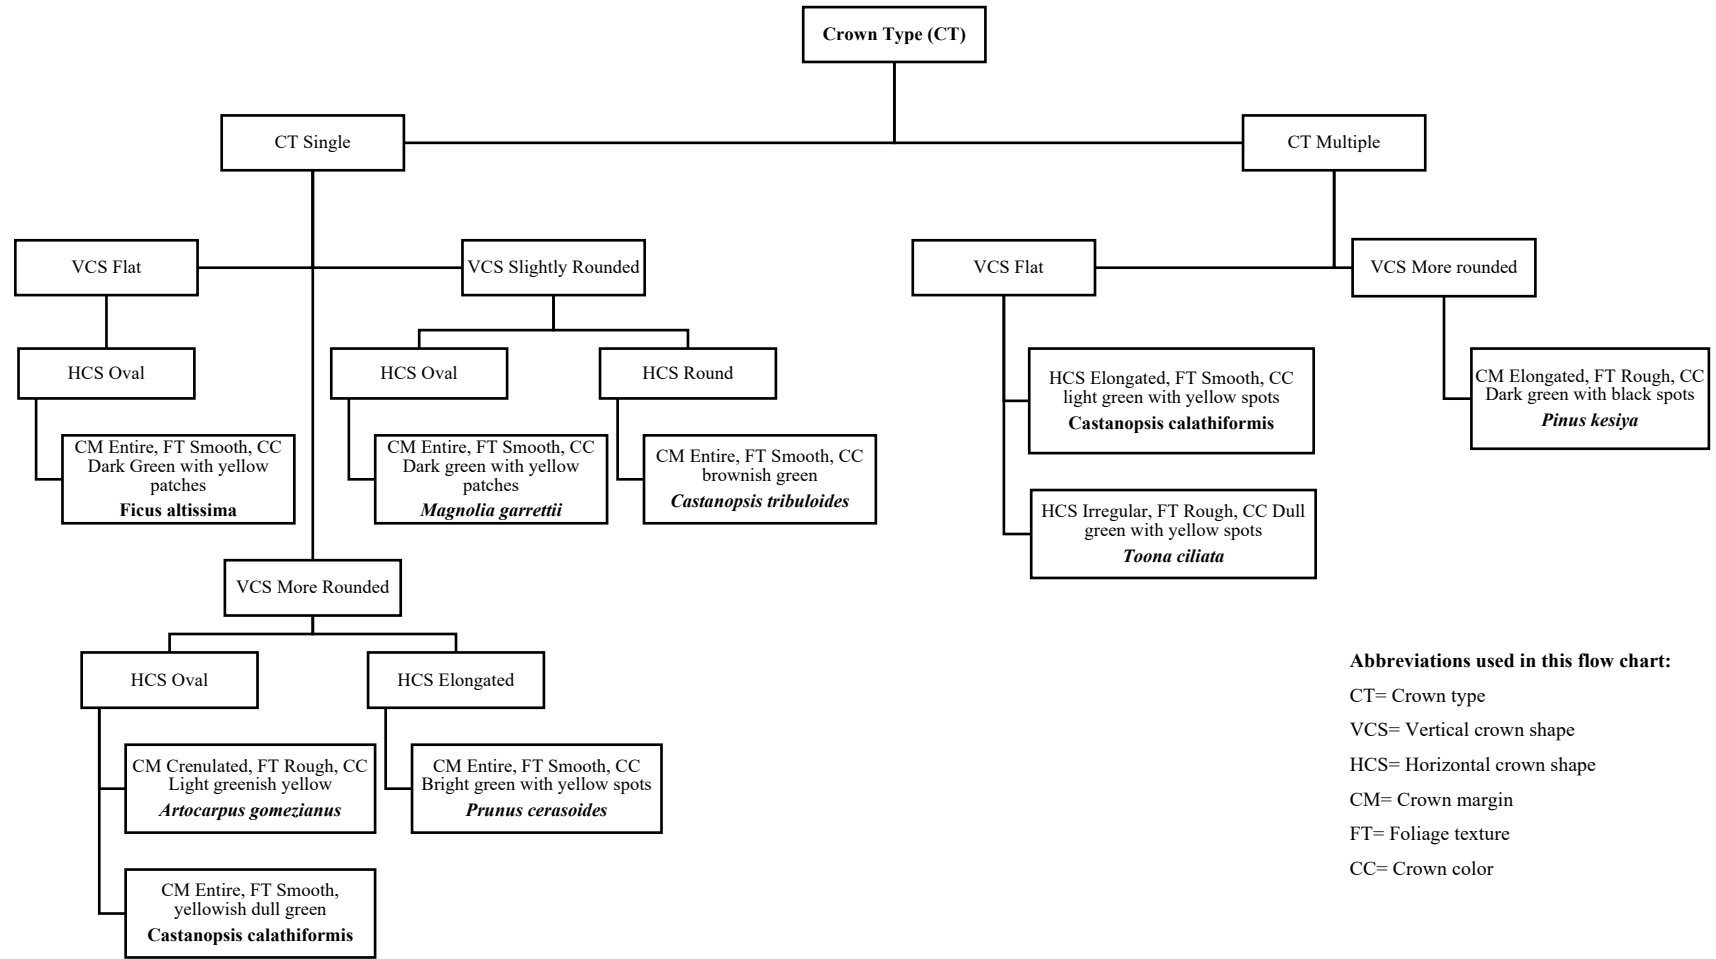 Crown Type (CT)
CT Single
CT Multiple
VCS Flat
VCS Slightly Rounded
VCS Flat
VCS More rounded
HCS Oval
HCS Oval
HCS Round
CM Entire, FT Smooth, CC
Dark Green with yellow
patches
Ficus altissima
CM Entire, FT Smooth, CC
Dark green with yellow
patches
Magnolia garrettii
CM Entire, FT Smooth, CC
brownish green
Castanopsis tribuloides
HCS Elongated, FT Smooth, CC
light green with yellow spots
Castanopsis calathiformis
HCS Irregular, FT Rough, CC Dull
green with yellow spots
Toona ciliata
CM Elongated, FT Rough, CC
Dark green with black spots
Pinus kesiya
VCS More Rounded
HCS Oval
HCS Elongated
CM Crenulated, FT Rough, CC
Light greenish yellow
Artocarpus gomezianus
CM Entire, FT Smooth, CC
Bright green with yellow spots
Prunus cerasoides
CM Entire, FT Smooth,
yellowish dull green
Castanopsis calathiformis
Abbreviations used in this flow chart:
CT= Crown type
VCS= Vertical crown shape
HCS= Horizontal crown shape
CM= Crown margin
FT= Foliage texture
CC= Crown color